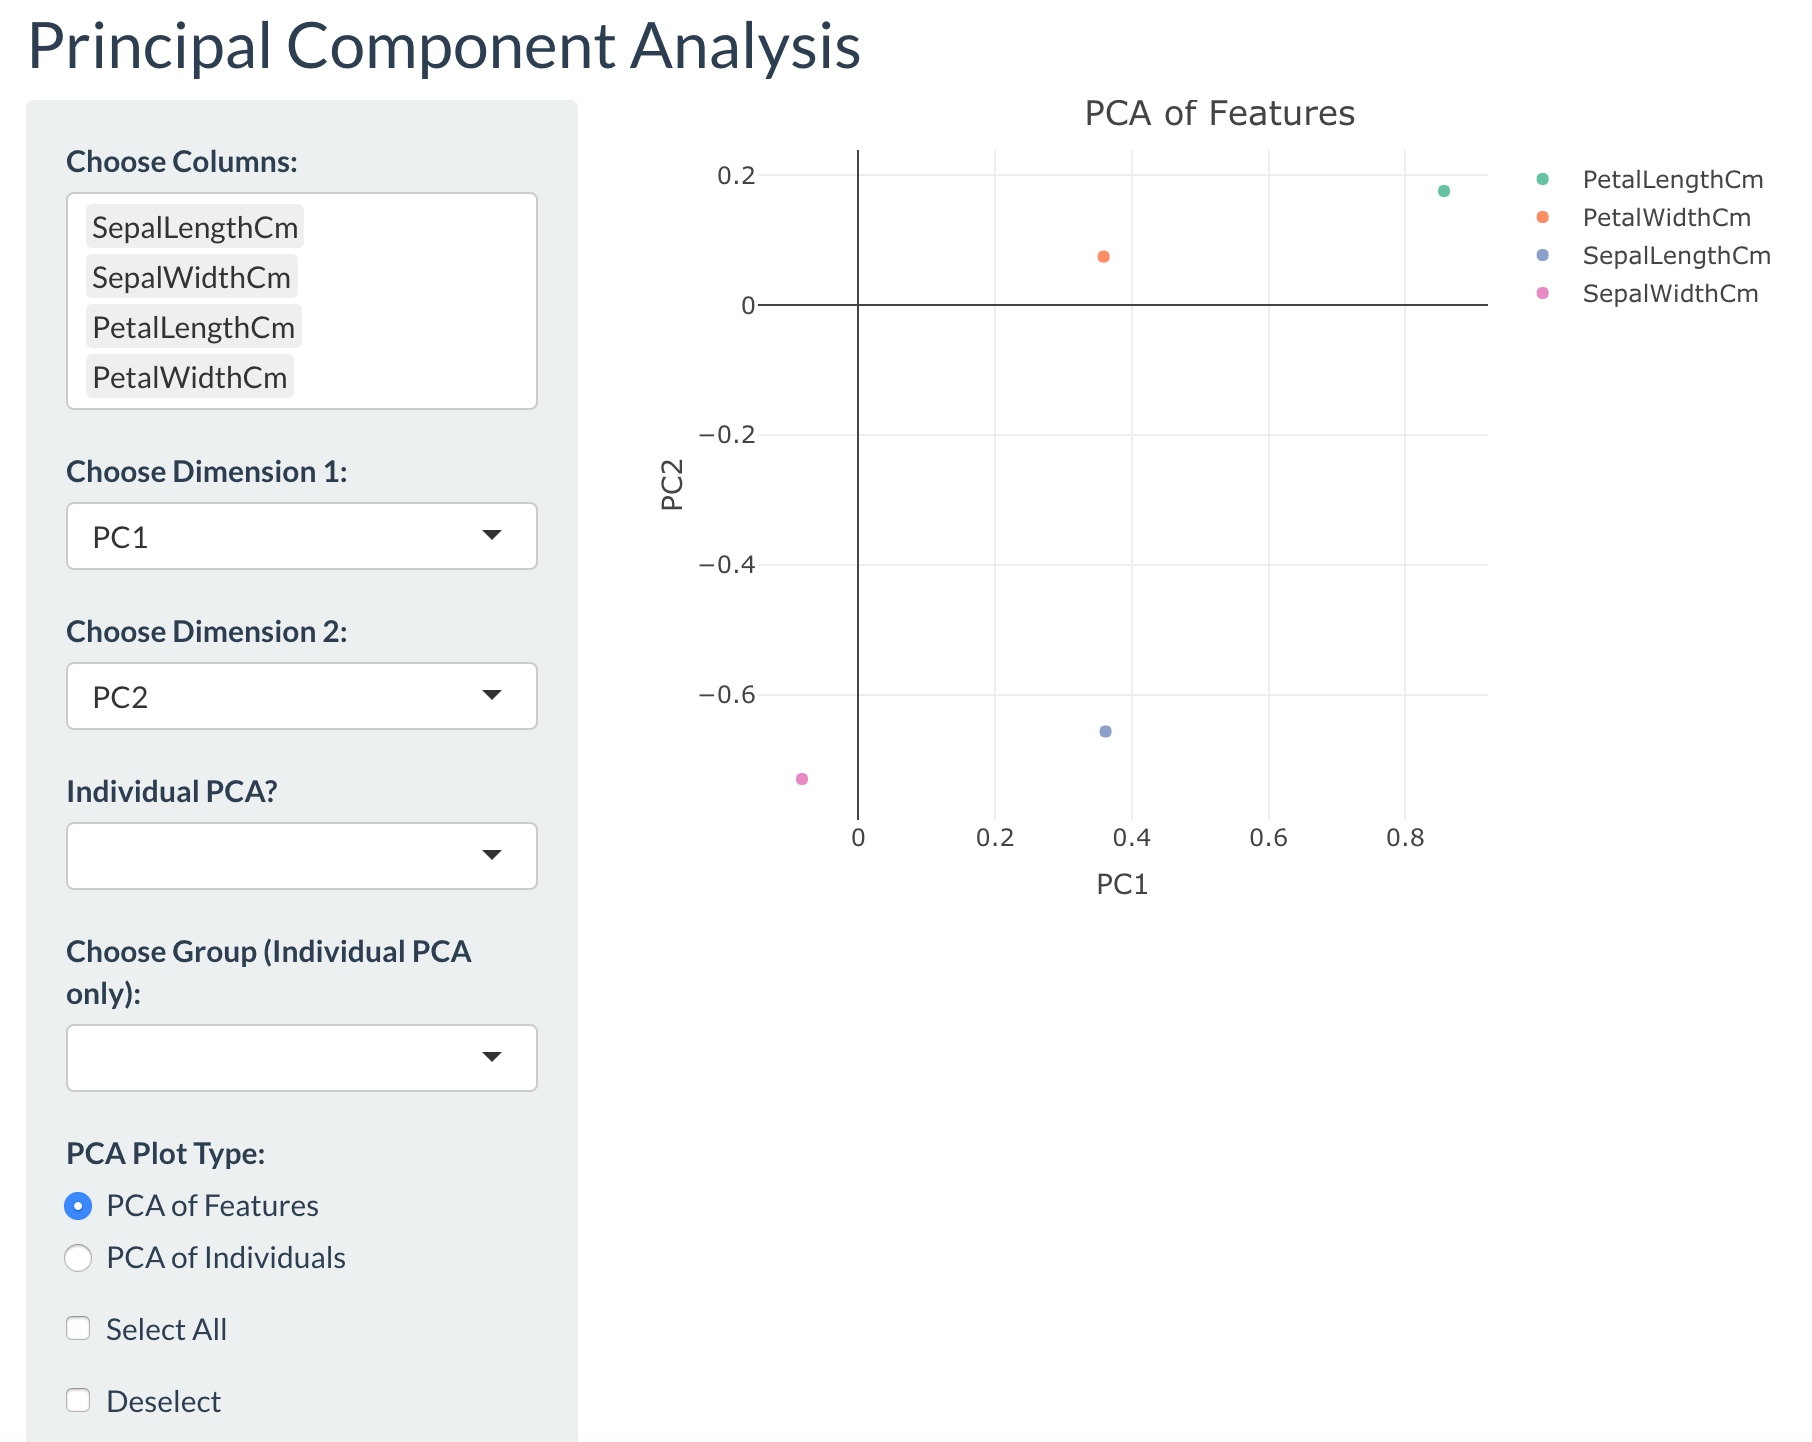 Principal Component Analysis
Choose Columns:
SepalLengthCm
SepalWidthCm
PetalLengthCm
PetalWidthCm
Choose Dimension 1:
PC1
Choose Dimension 2:
PC2
Individual PCA?
Choose Group (Individual PCA
only):
PCA Plot Type:
PCA of Features
PCA of Individuals
Select All
Deselect
PCA of Features
0.2
0
−0.2
−0.4
−0.6
PC2
0
0.2
0.4
0.6
0.8
PC1
PetalLengthCm
PetalWidthCm
SepalLengthCm
SepalWidthCm